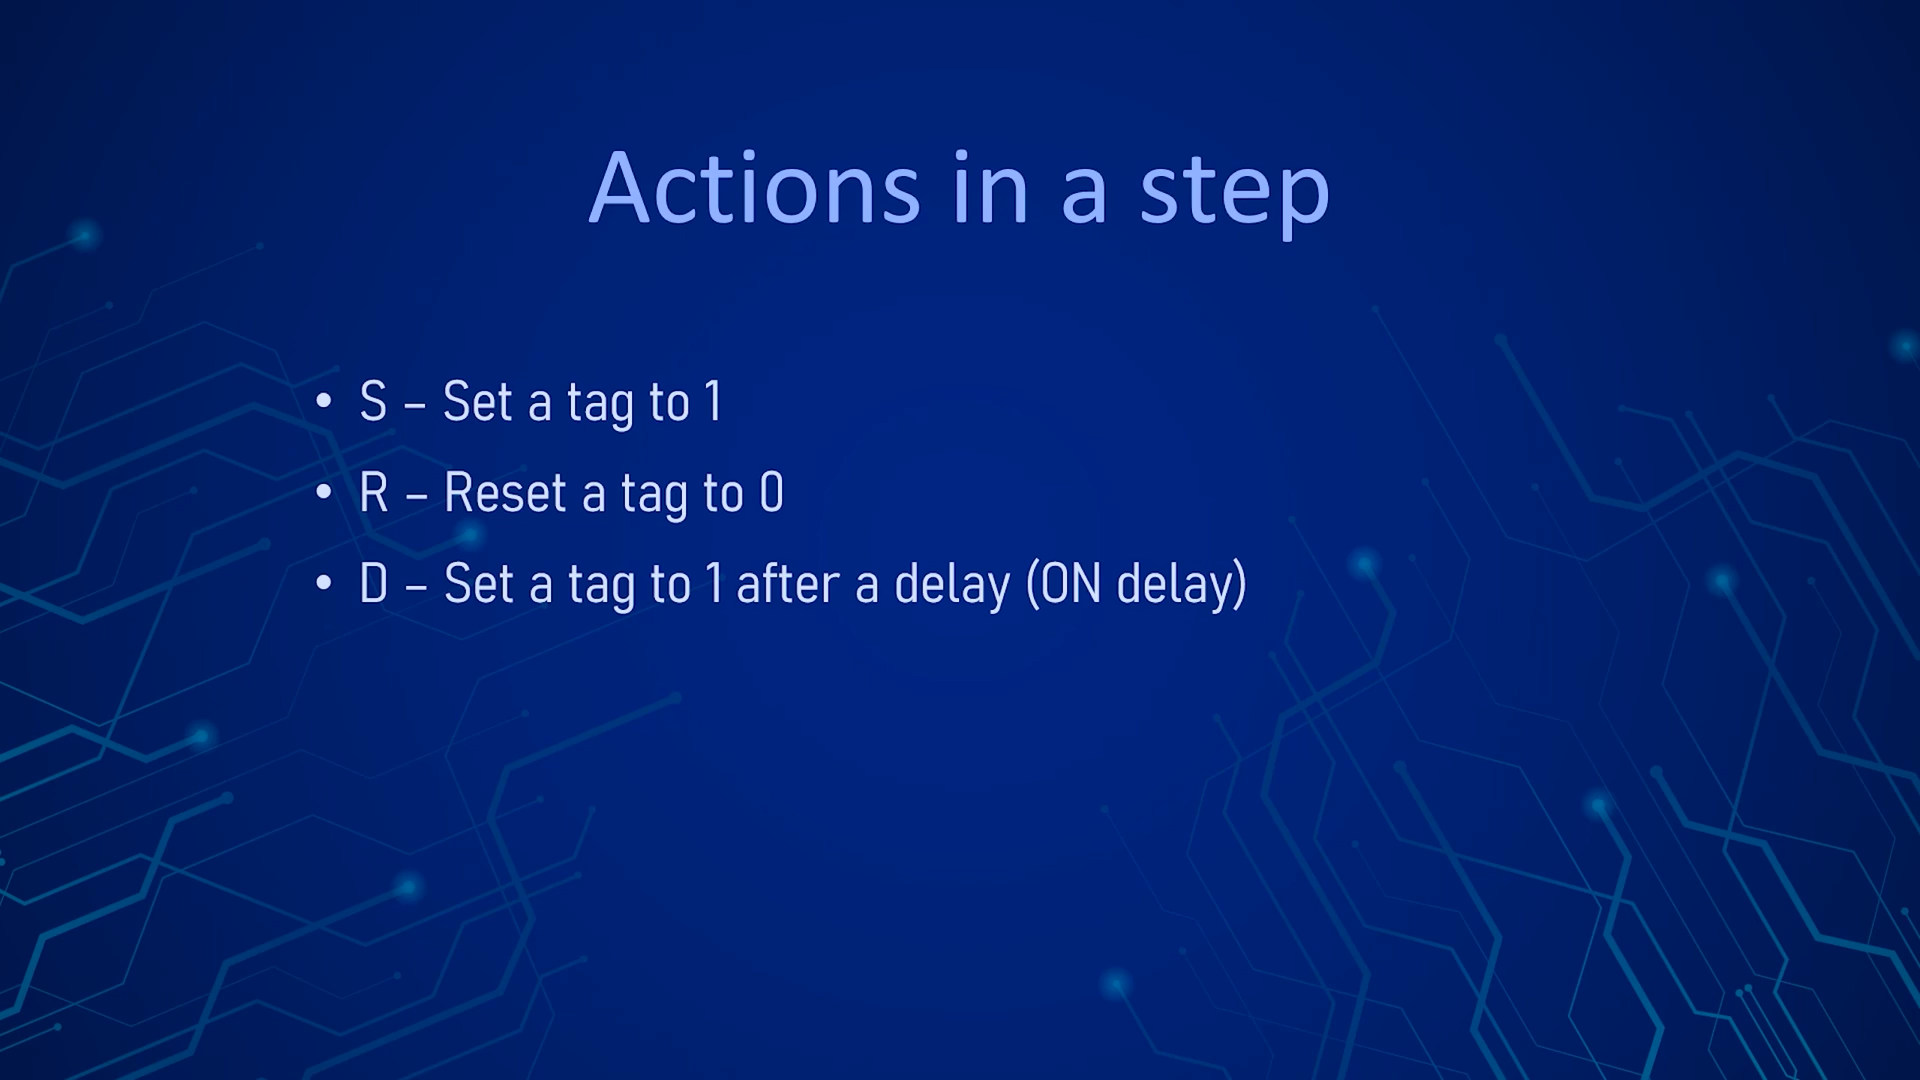 Actions in a step
• S – Set a tag to 1
• R – Reset a tag to 0
• D – Set a tag to 1 after a delay (ON delay)